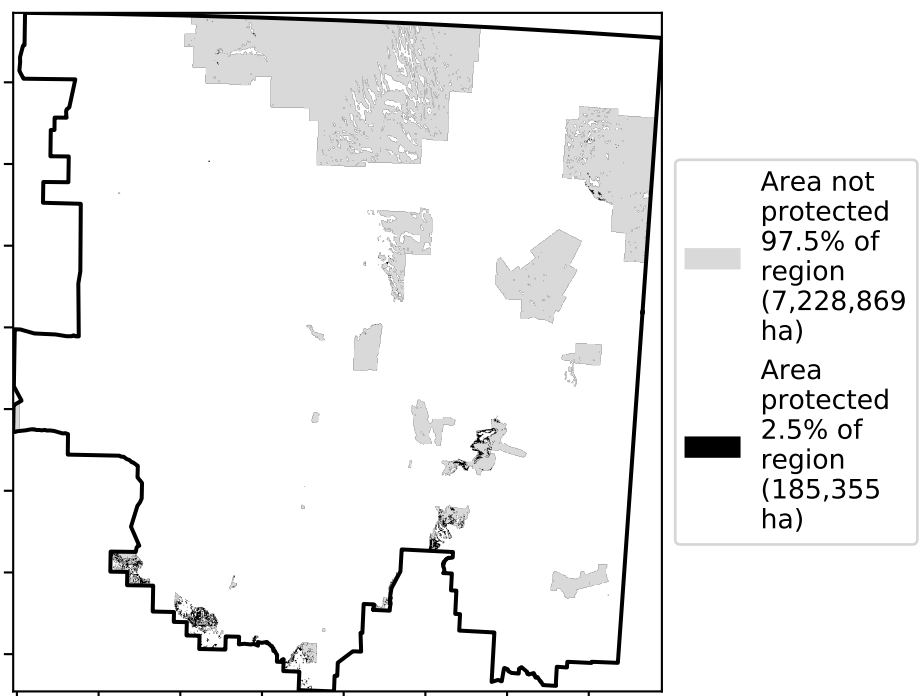 Area not
protected
97.5% of
region
(7,228,869
ha)
Area
protected
2.5% of
region
(185,355
ha)